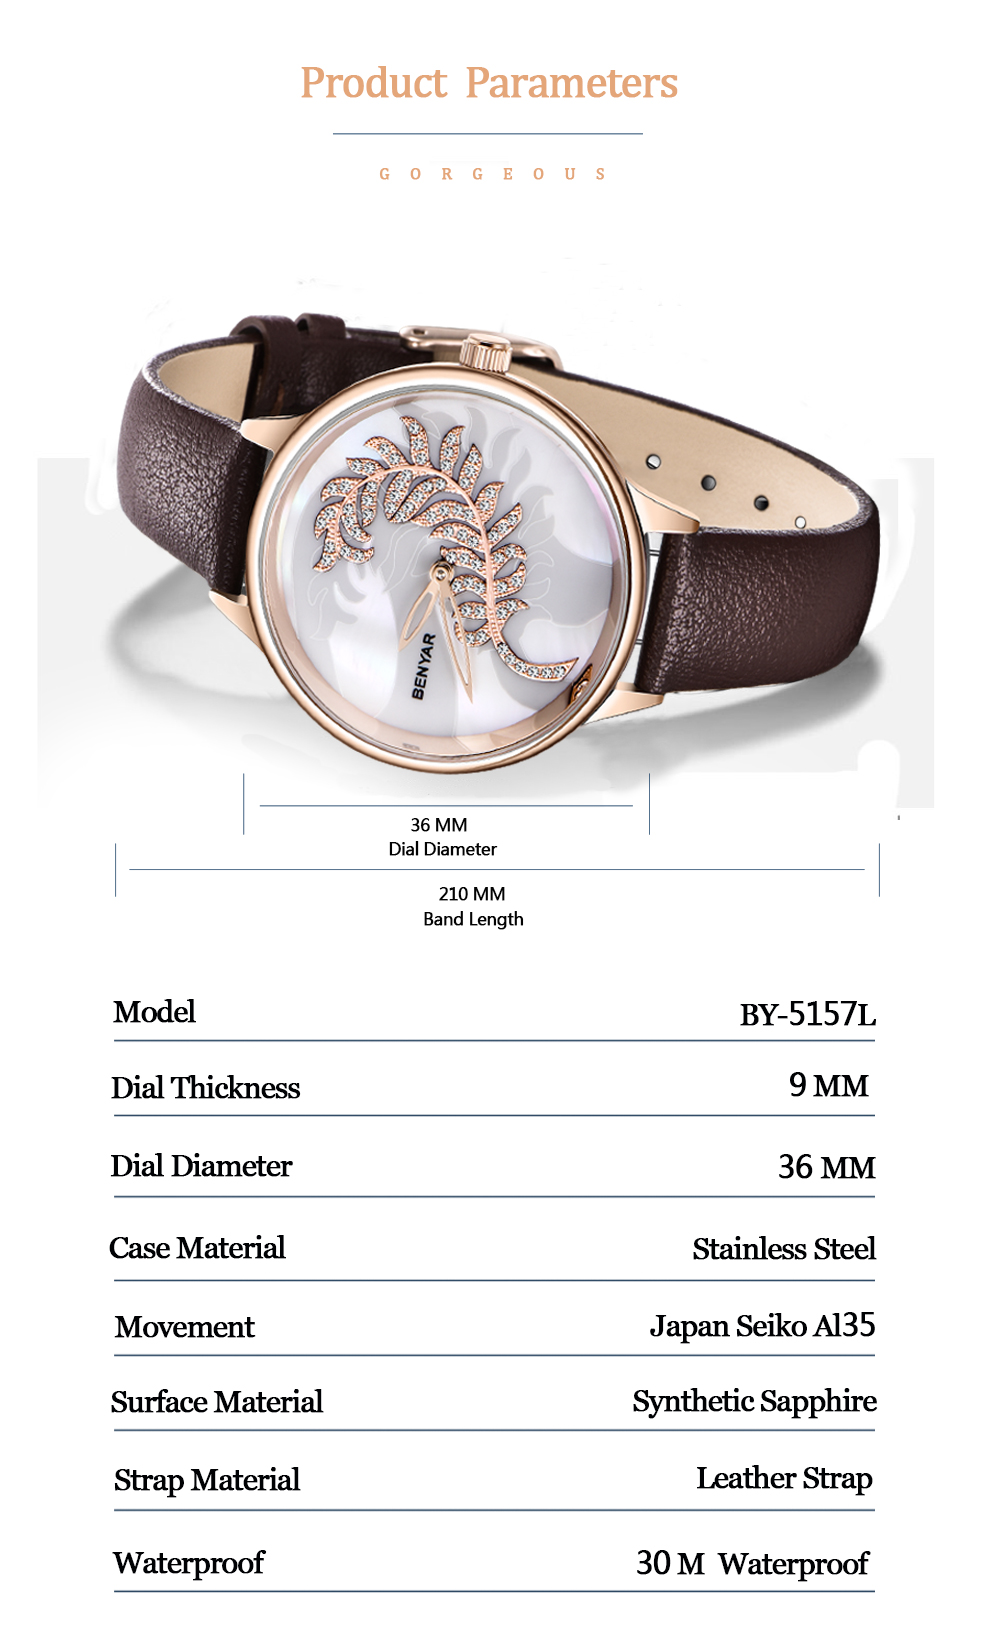 Product Parameters
GORGEOUS
BENYAR
36 MM
Dial Diameter
210 MM
Band Length
Model BY-5157L
Dial Thickness 9 MM
Dial Diameter 36 MM
Case Material Stainless Steel
Movement Japan Seiko Al35
Surface Material Synthetic Sapphire
Strap Material Leather Strap
Waterproof 30 M Waterproof